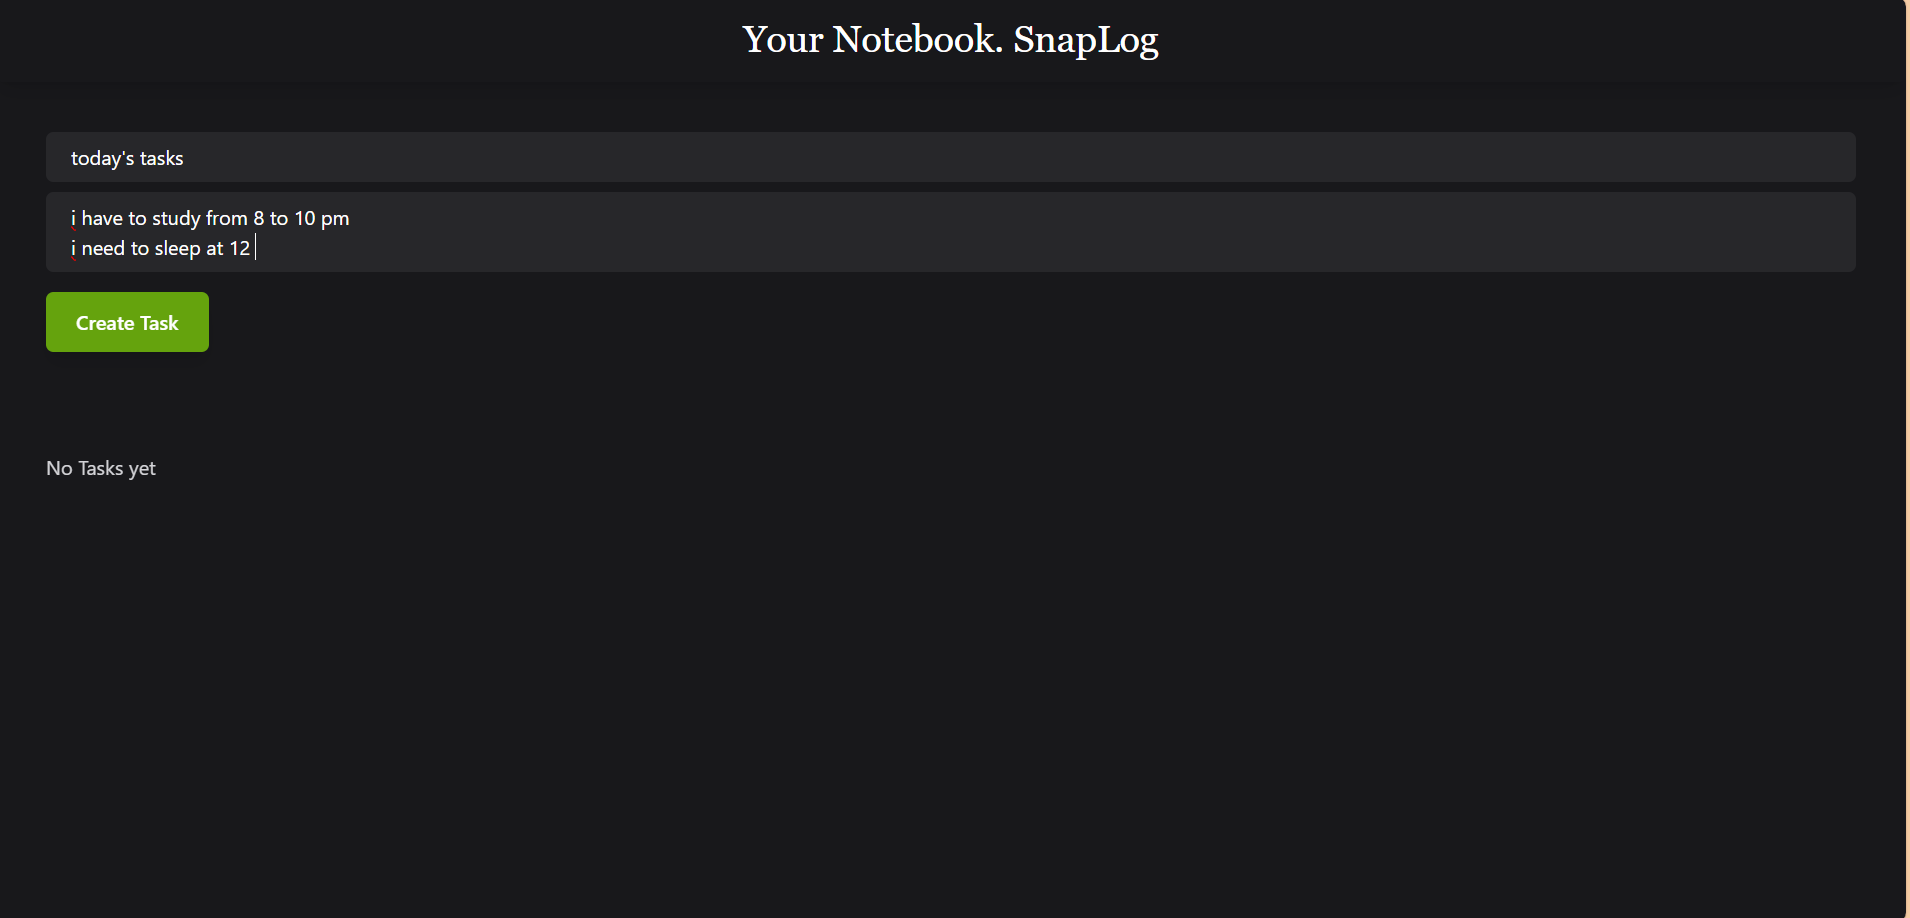 Your Notebook. SnapLog
today's tasks
i have to study from 8 to 10 pm
i need to sleep at 12
Create Task
No Tasks yet